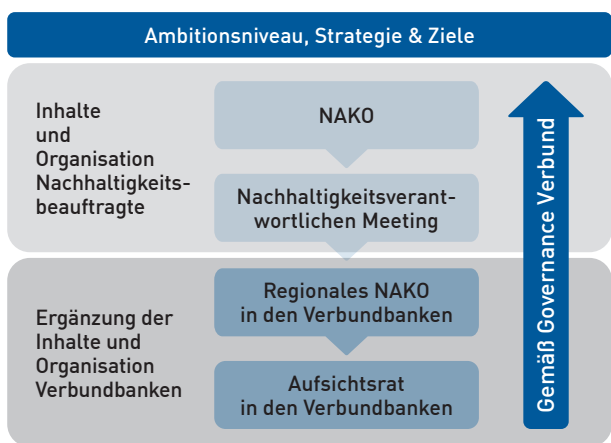 Ambitionsniveau, Strategie & Ziele
Inhalte
und
Organisation
Nachhaltigkeits-
beauftragte
NAKO
Nachhaltigkeitsverant-
wortlichen Meeting
Ergänzung der
Inhalte und
Organisation
Verbundbanken
Regionales NAKO
in den Verbundbanken
Aufsichtsrat
in den Verbundbanken
Gemäß Governance Verbund